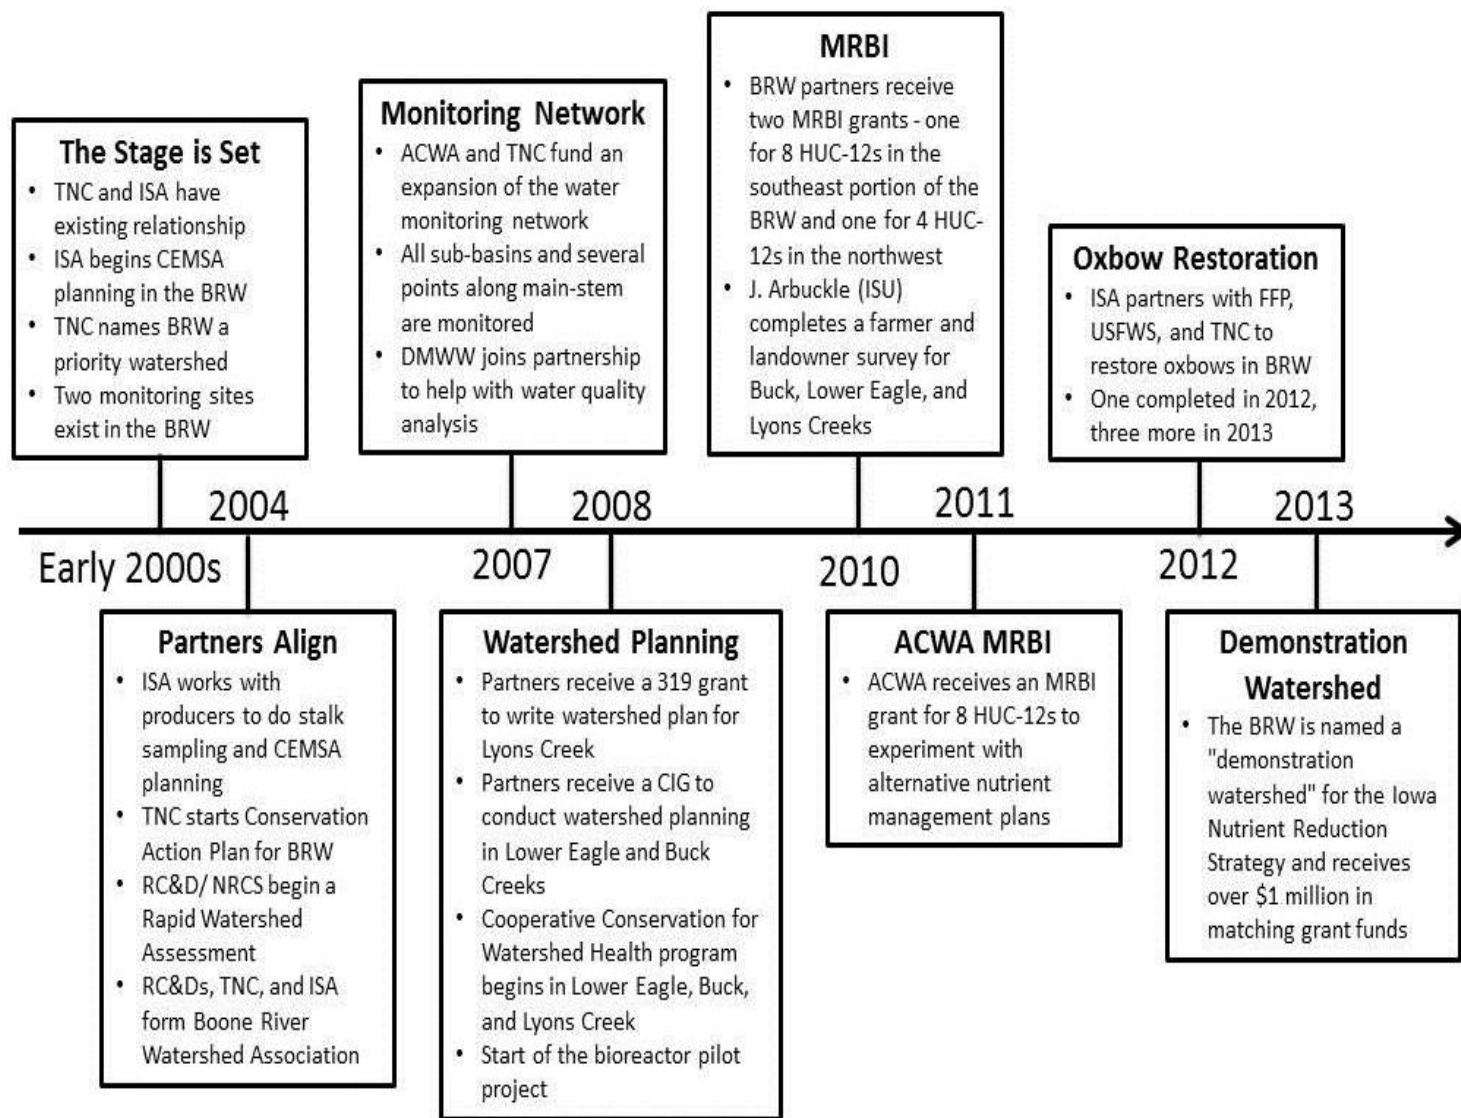 The Stage is Set
• TNC and ISA have
existing relationship
• ISA begins CEMSA
planning in the BRW
• TNC names BRW a
priority watershed
• Two monitoring sites
exist in the BRW
Monitoring Network
• ACWA and TNC fund an
expansion of the water
monitoring network
• All sub-basins and several
points along main-stem
are monitored
• DMWW joins partnership
to help with water quality
analysis
MRBI
• BRW partners receive
two MRBI grants - one
for 8 HUC-12s in the
southeast portion of the
BRW and one for 4 HUC-
12s in the northwest
• J. Arbuckle (ISU)
completes a farmer and
landowner survey for
Buck, Lower Eagle, and
Lyons Creeks
Oxbow Restoration
• ISA partners with FFP,
USFWS, and TNC to
restore oxbows in BRW
• One completed in 2012,
three more in 2013
2004
2008
2011
2013
Early 2000s
2007
2010
2012
Partners Align
• ISA works with
producers to do stalk
sampling and CEMSA
planning
• TNC starts Conservation
Action Plan for BRW
• RC&D/ NRCS begin a
Rapid Watershed
Assessment
• RC&Ds, TNC, and ISA
form Boone River
Watershed Association
Watershed Planning
• Partners receive a 319 grant
to write watershed plan for
Lyons Creek
• Partners receive a CIG to
conduct watershed planning
in Lower Eagle and Buck
Creeks
• Cooperative Conservation for
Watershed Health program
begins in Lower Eagle, Buck,
and Lyons Creek
• Start of the bioreactor pilot
project
ACWA MRBI
• ACWA receives an MRBI
grant for 8 HUC-12s to
experiment with
alternative nutrient
management plans
Demonstration
Watershed
• The BRW is named a
"demonstration
watershed" for the Iowa
Nutrient Reduction
Strategy and receives
over $1 million in
matching grant funds